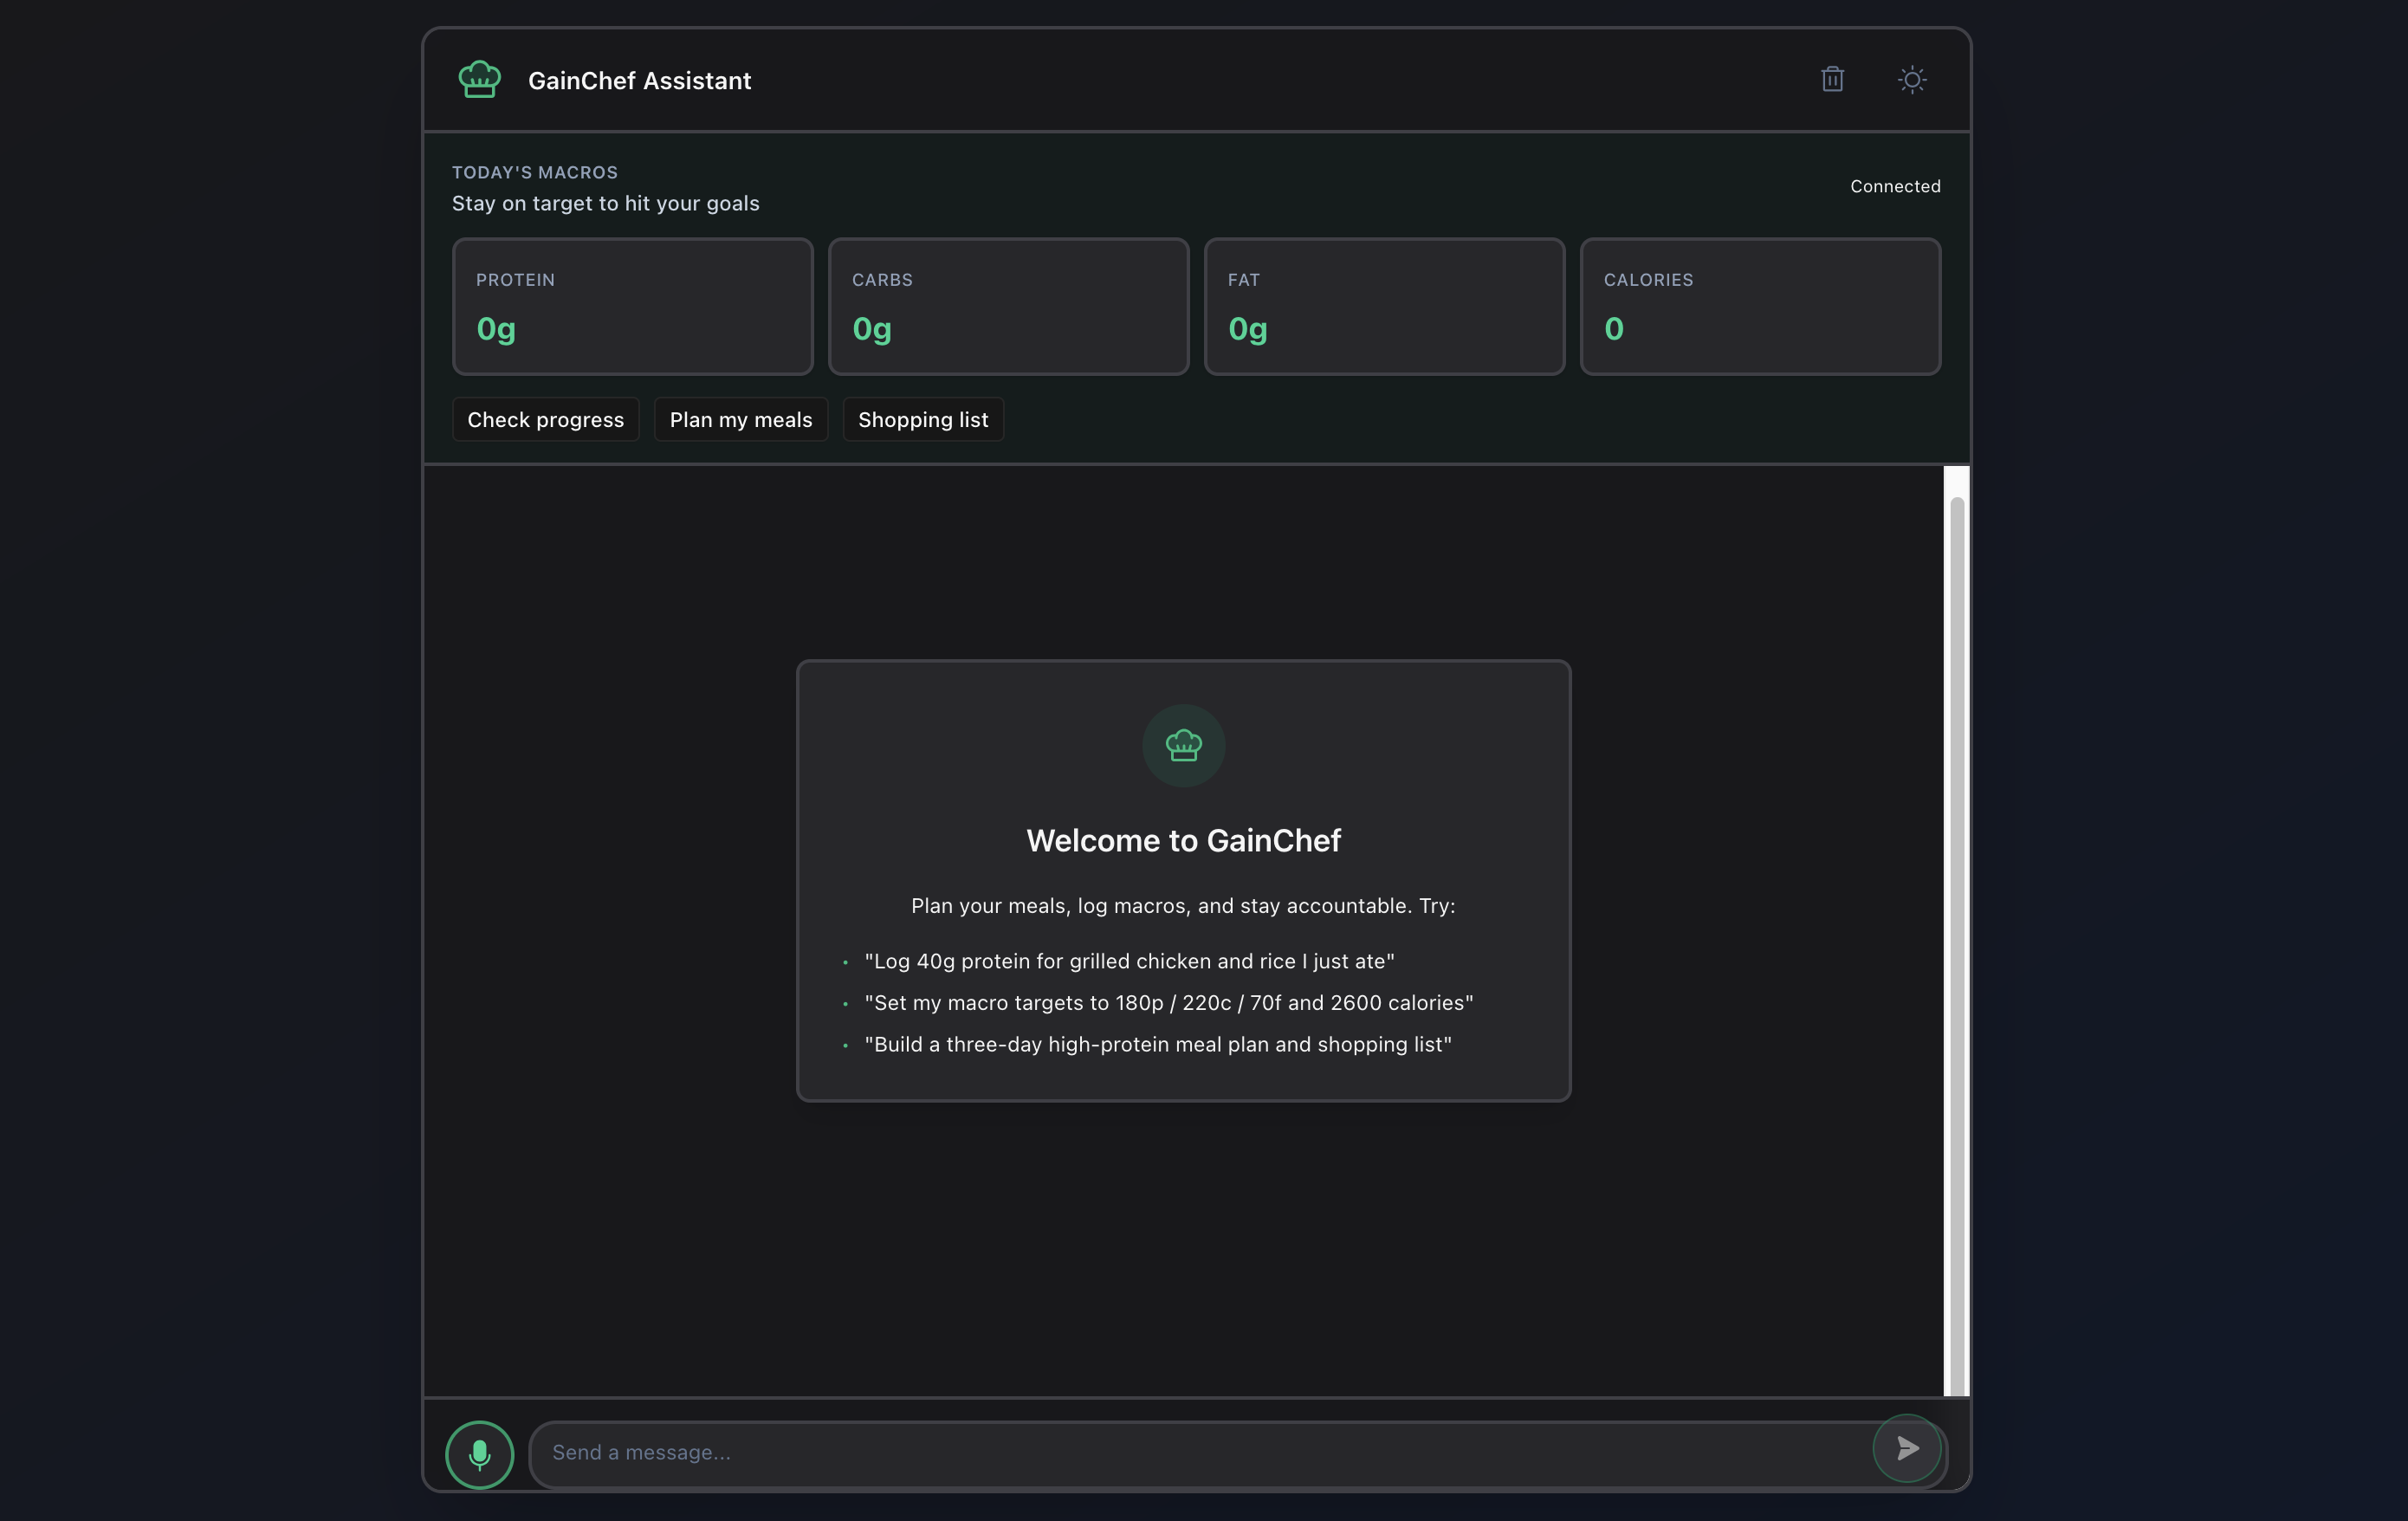 GainChef Assistant
TODAY'S MACROS
Stay on target to hit your goals
Connected
PROTEIN
0g
CARBS
0g
FAT
0g
CALORIES
0
Check progress
Plan my meals
Shopping list
Welcome to GainChef
Plan your meals, log macros, and stay accountable. Try:
• "Log 40g protein for grilled chicken and rice I just ate"
• "Set my macro targets to 180p / 220c / 70f and 2600 calories"
• "Build a three-day high-protein meal plan and shopping list"
Send a message...